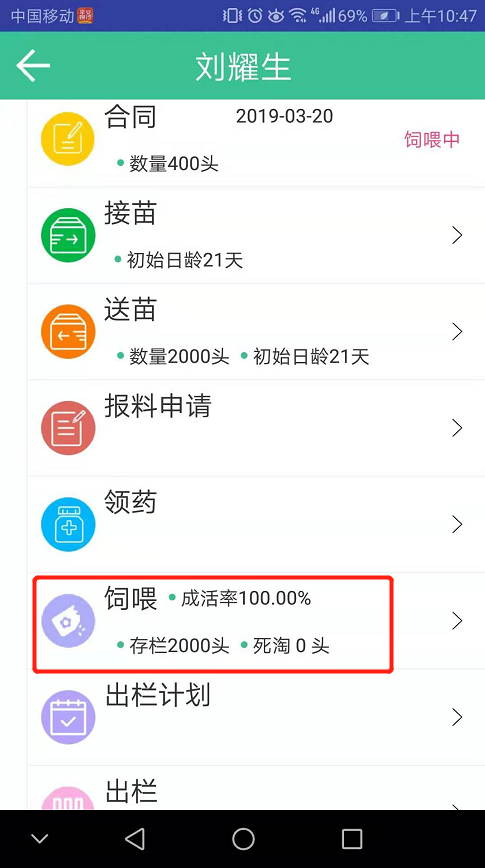 中国移动 4G 69% 上午10:47
刘耀生
合同 2019-03-20
饲喂中
数量400头
接苗
初始日龄21天
送苗
数量2000头 初始日龄21天
报料申请
领药
饲喂 成活率100.00%
存栏2000头 死淘 0 头
出栏计划
出栏